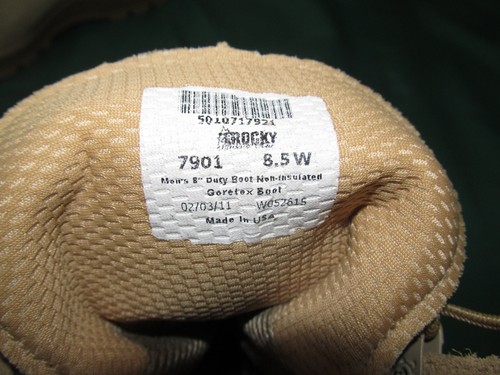 5010717921
ROCKY
7901 8.5 W
Men's 8" Duty Boot Non-Insulated
Goretex Boot
02/03/11 W052615
Made in USA